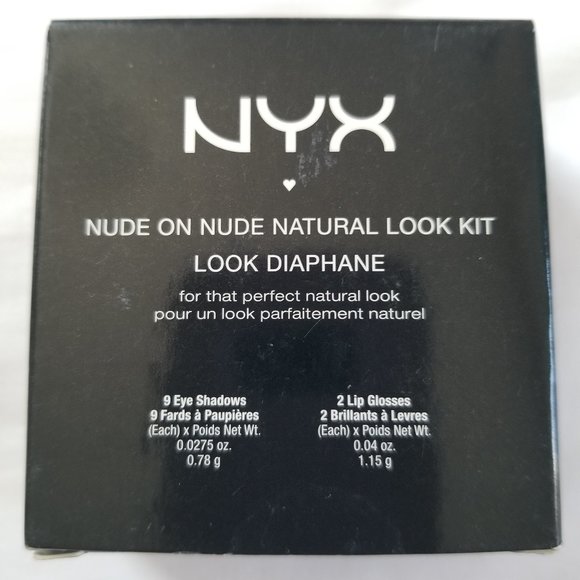 NYX
NUDE ON NUDE NATURAL LOOK KIT
LOOK DIAPHANE
for that perfect natural look
pour un look parfaitement naturel
9 Eye Shadows
9 Fards à Paupières
(Each) x Poids Net Wt.
0.0275 oz.
0.78 g
2 Lip Glosses
2 Brillants à Levres
(Each) x Poids Net Wt.
0.04 oz.
1.15 g